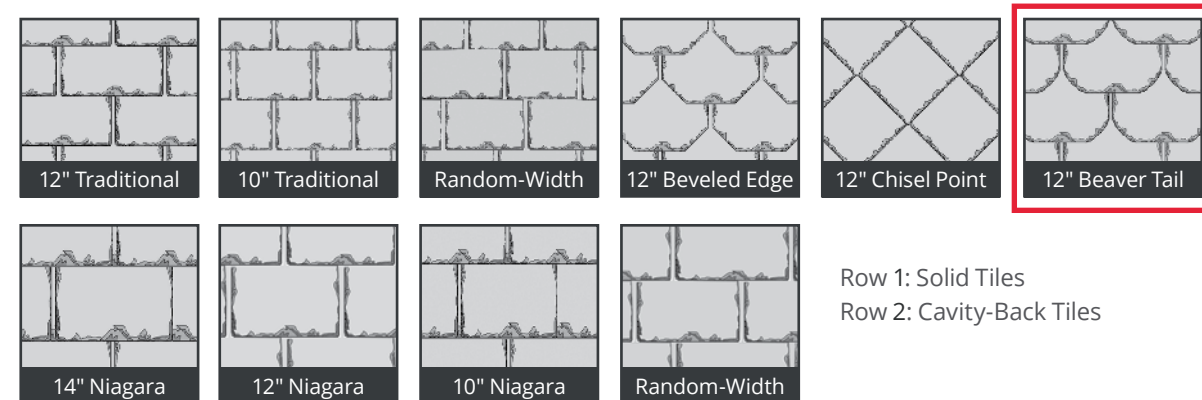 12" Traditional
10" Traditional
Random-Width
12" Beveled Edge
12" Chisel Point
12" Beaver Tail
14" Niagara
12" Niagara
10" Niagara
Random-Width
Row 1: Solid Tiles
Row 2: Cavity-Back Tiles